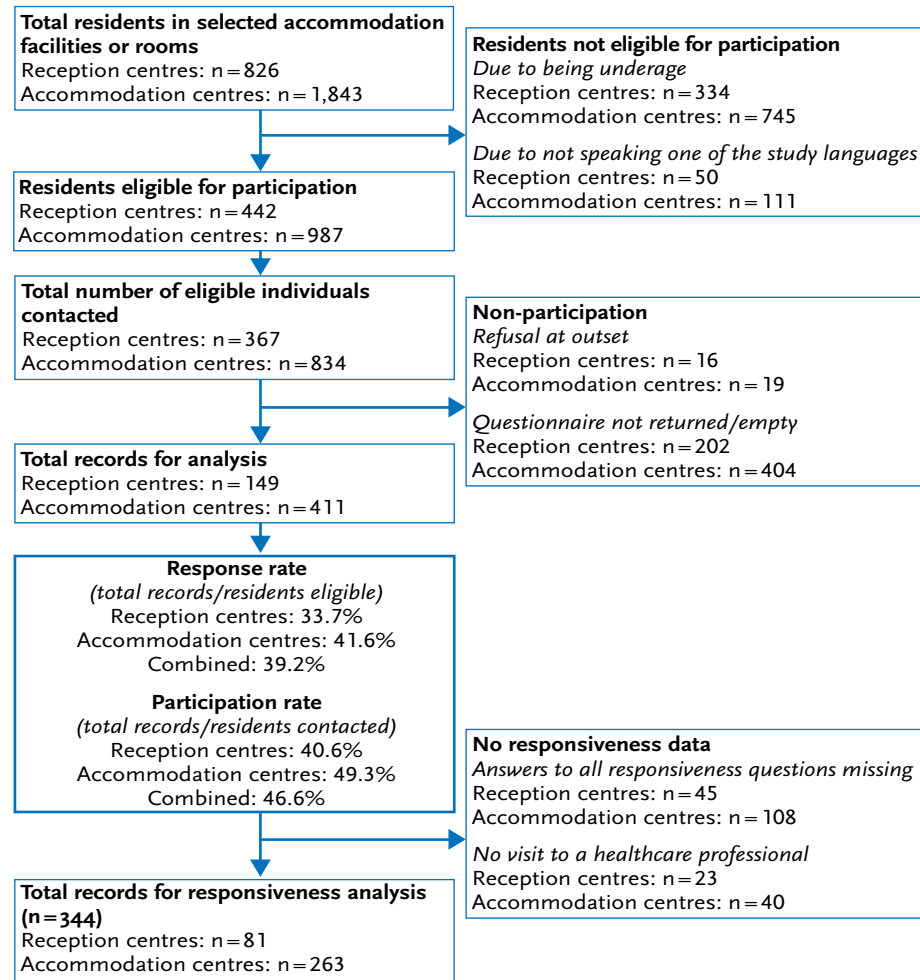 Total residents in selected accommodation
facilities or rooms
Reception centres: n=826
Accommodation centres: n=1,843
Residents not eligible for participation
Due to being underage
Reception centres: n=334
Accommodation centres: n=745
Due to not speaking one of the study languages
Reception centres: n=50
Accommodation centres: n=111
Residents eligible for participation
Reception centres: n=442
Accommodation centres: n=987
Total number of eligible individuals
contacted
Reception centres: n=367
Accommodation centres: n=834
Non-participation
Refusal at outset
Reception centres: n=16
Accommodation centres: n=19
Questionnaire not returned/empty
Reception centres: n=202
Accommodation centres: n=404
Total records for analysis
Reception centres: n=149
Accommodation centres: n=411
Response rate
(total records/residents eligible)
Reception centres: 33.7%
Accommodation centres: 41.6%
Combined: 39.2%
Participation rate
(total records/residents contacted)
Reception centres: 40.6%
Accommodation centres: 49.3%
Combined: 46.6%
No responsiveness data
Answers to all responsiveness questions missing
Reception centres: n=45
Accommodation centres: n=108
No visit to a healthcare professional
Reception centres: n=23
Accommodation centres: n=40
Total records for responsiveness analysis
(n=344)
Reception centres: n=81
Accommodation centres: n=263